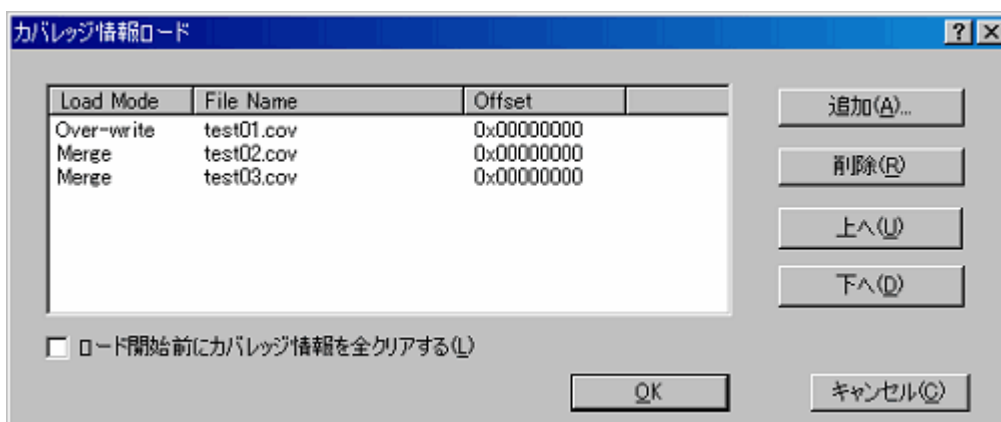 カバレッジ情報ロード
Load Mode File Name Offset
Over-write test01.cov 0x00000000
Merge test02.cov 0x00000000
Merge test03.cov 0x00000000
追加(A)...
削除(R)
上へ(U)
下へ(D)
ロード開始前にカバレッジ情報を全クリアする(L)
OK
キャンセル(C)